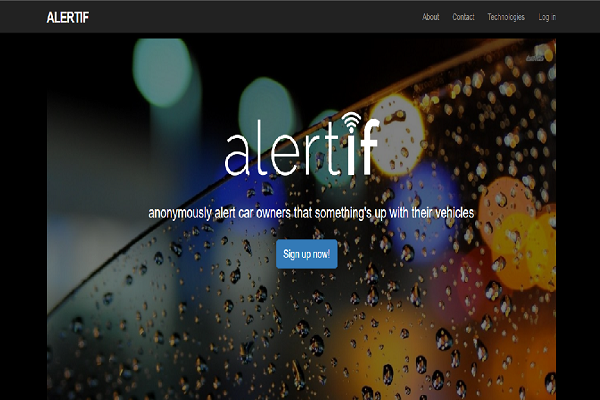 ALERTIF
About Contact Technologies Log in
alertif
anonymously alert car owners that something's up with their vehicles
Sign up now!